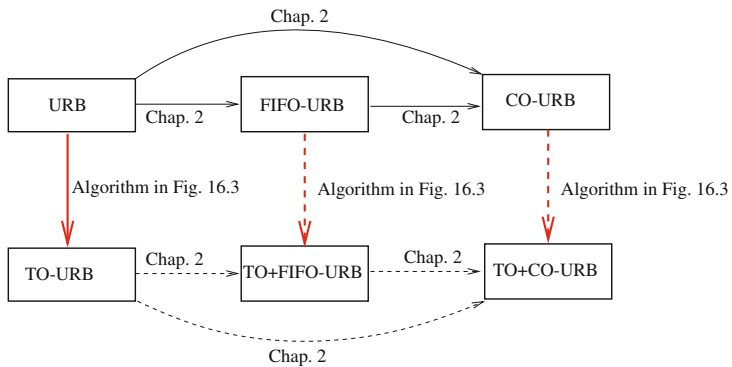 Chap. 2
URB
FIFO-URB
CO-URB
Chap. 2
Chap. 2
Algorithm in Fig. 16.3
Algorithm in Fig. 16.3
Algorithm in Fig. 16.3
Chap. 2
Chap. 2
TO-URB
TO+FIFO-URB
TO+CO-URB
Chap. 2